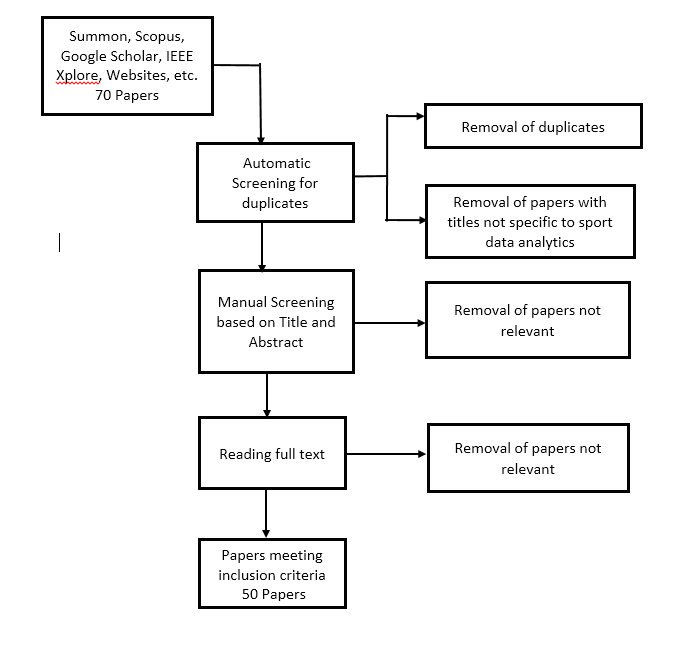 Summon, Scopus,
Google Scholar, IEEE
Xplore, Websites, etc.
70 Papers
Automatic
Screening for
duplicates
Removal of duplicates
Removal of papers with
titles not specific to sport
data analytics
Manual Screening
based on Title and
Abstract
Removal of papers not
relevant
Reading full text
Removal of papers not
relevant
Papers meeting
inclusion criteria
50 Papers